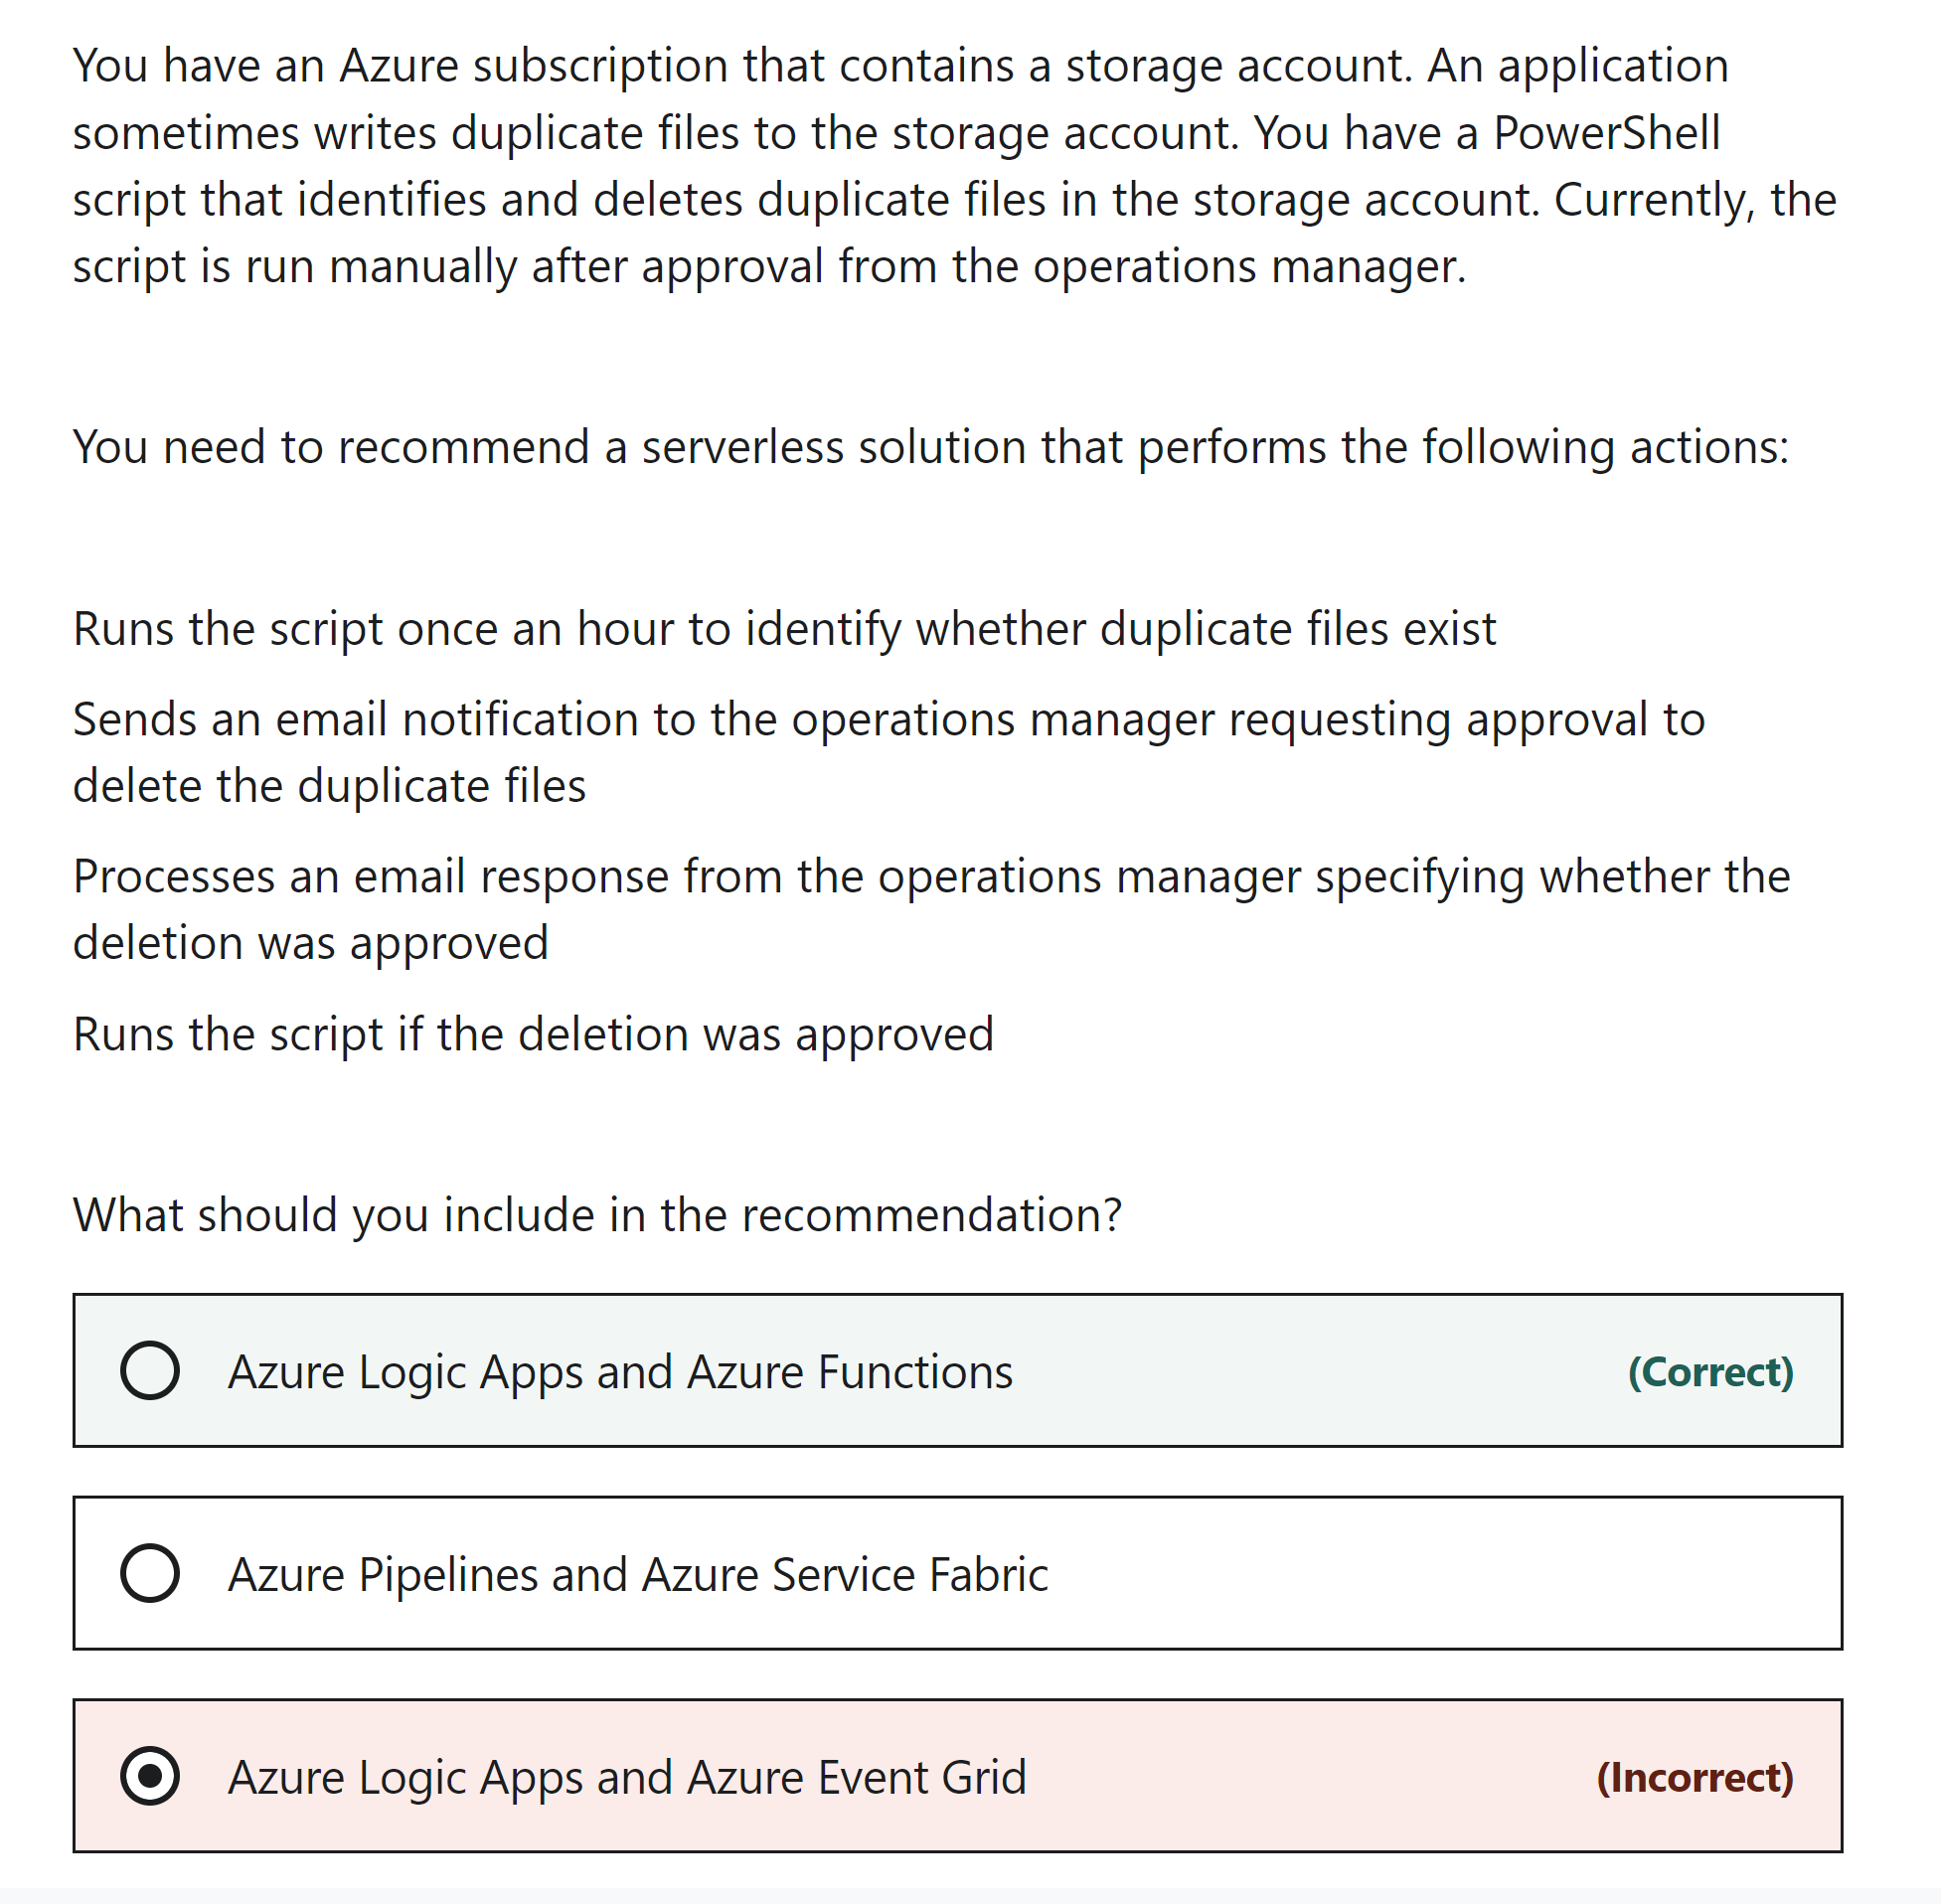 You have an Azure subscription that contains a storage account. An application
sometimes writes duplicate files to the storage account. You have a PowerShell
script that identifies and deletes duplicate files in the storage account. Currently, the
script is run manually after approval from the operations manager.
You need to recommend a serverless solution that performs the following actions:
Runs the script once an hour to identify whether duplicate files exist
Sends an email notification to the operations manager requesting approval to
delete the duplicate files
Processes an email response from the operations manager specifying whether the
deletion was approved
Runs the script if the deletion was approved
What should you include in the recommendation?
Azure Logic Apps and Azure Functions (Correct)
Azure Pipelines and Azure Service Fabric
Azure Logic Apps and Azure Event Grid (Incorrect)